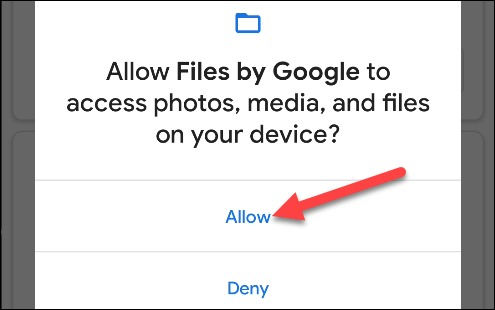 Allow Files by Google to
access photos, media, and files
on your device?
Allow
Deny